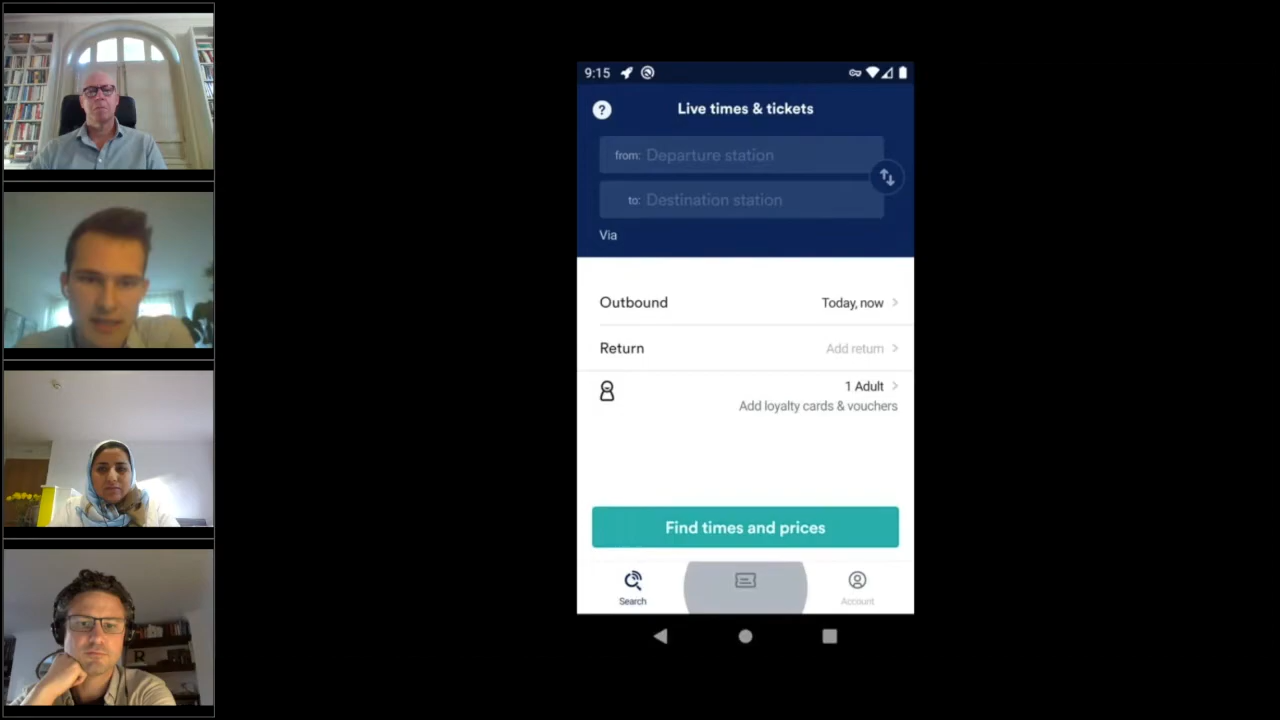 9:15
?
Live times & tickets
from: Departure station
to: Destination station
Via
Outbound Today, now
Return Add return
1 Adult
Add loyalty cards & vouchers
Find times and prices
Search Account
R